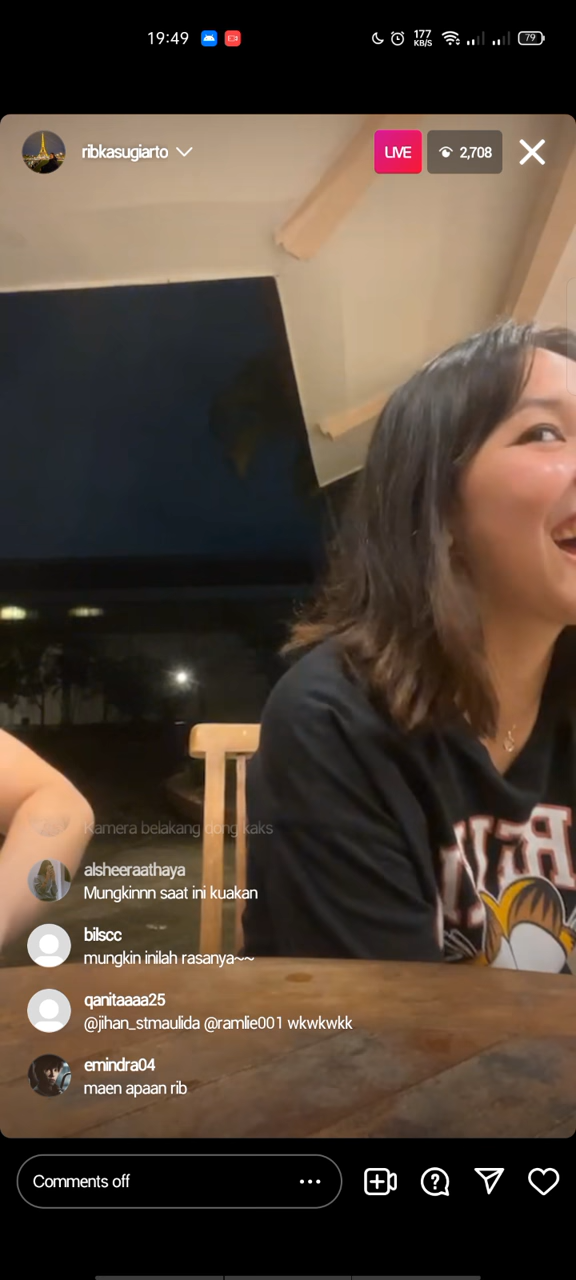 19:49
177
KB/S
79
ribkasugiarto
LIVE
2,708
Kamera belakang dong kaks
alsheeraathaya
Mungkinnn saat ini kuakan
bilscc
mungkin inilah rasanya~~
qanitaaaa25
@jihan_stmaulida @ramlie001 wkwkwkk
emindra04
maen apaan rib
Comments off